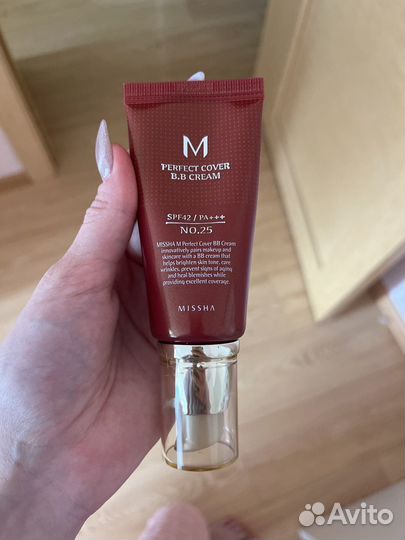 M
PERFECT COVER
B.B CREAM
SPF42 / PA+++
NO.25
MISSHA M Perfect Cover BB Cream
innovatively pairs makeup and
skincare with a BB cream that
helps brighten skin tone, care
wrinkles, prevent signs of aging
and heal blemishes while
providing excellent coverage.
MISSHA
Avito